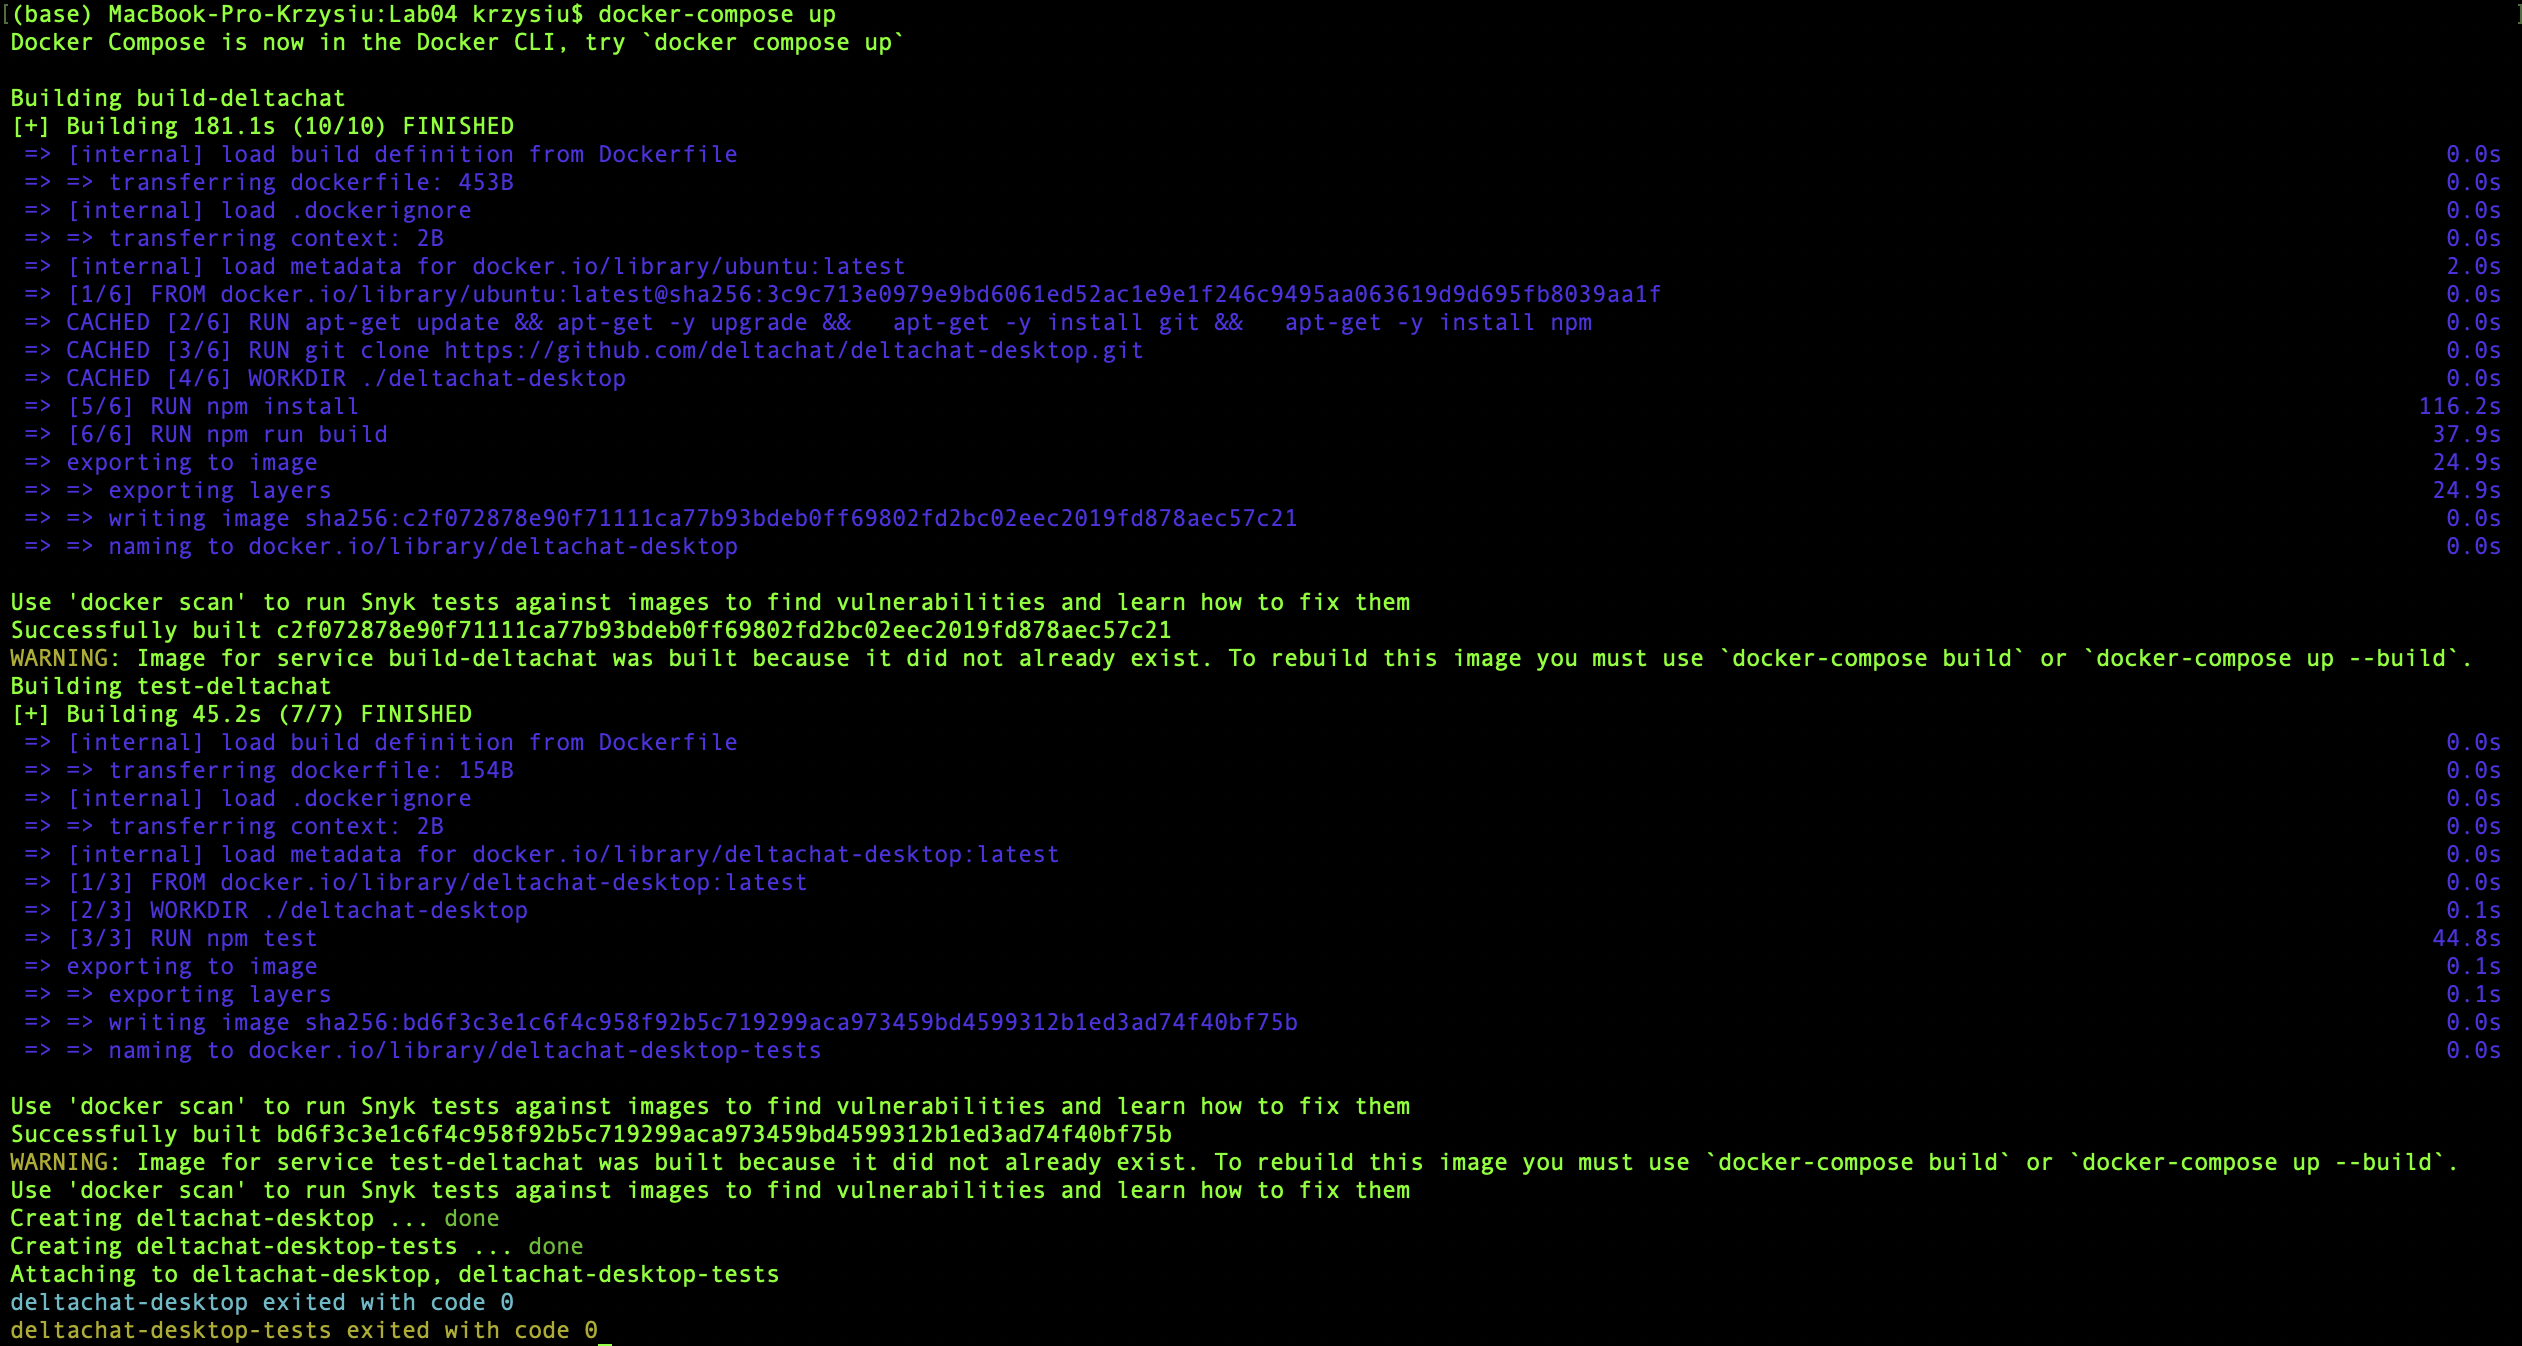 [(base) MacBook-Pro-Krzysiu:Lab04 krzysiu$ docker-compose up ]
Docker Compose is now in the Docker CLI, try `docker compose up`
Building build-deltachat
[+] Building 181.1s (10/10) FINISHED
=> [internal] load build definition from Dockerfile 0.0s
=> => transferring dockerfile: 453B 0.0s
=> [internal] load .dockerignore 0.0s
=> => transferring context: 2B 0.0s
=> [internal] load metadata for docker.io/library/ubuntu:latest 2.0s
=> [1/6] FROM docker.io/library/ubuntu:latest@sha256:3c9c713e0979e9bd6061ed52ac1e9e1f246c9495aa063619d9d695fb8039aa1f 0.0s
=> CACHED [2/6] RUN apt-get update && apt-get -y upgrade &&   apt-get -y install git &&   apt-get -y install npm 0.0s
=> CACHED [3/6] RUN git clone https://github.com/deltachat/deltachat-desktop.git 0.0s
=> CACHED [4/6] WORKDIR ./deltachat-desktop 0.0s
=> [5/6] RUN npm install 116.2s
=> [6/6] RUN npm run build 37.9s
=> exporting to image 24.9s
=> => exporting layers 24.9s
=> => writing image sha256:c2f072878e90f71111ca77b93bdeb0ff69802fd2bc02eec2019fd878aec57c21 0.0s
=> => naming to docker.io/library/deltachat-desktop 0.0s
Use 'docker scan' to run Snyk tests against images to find vulnerabilities and learn how to fix them
Successfully built c2f072878e90f71111ca77b93bdeb0ff69802fd2bc02eec2019fd878aec57c21
WARNING: Image for service build-deltachat was built because it did not already exist. To rebuild this image you must use `docker-compose build` or `docker-compose up --build`.
Building test-deltachat
[+] Building 45.2s (7/7) FINISHED
=> [internal] load build definition from Dockerfile 0.0s
=> => transferring dockerfile: 154B 0.0s
=> [internal] load .dockerignore 0.0s
=> => transferring context: 2B 0.0s
=> [internal] load metadata for docker.io/library/deltachat-desktop:latest 0.0s
=> [1/3] FROM docker.io/library/deltachat-desktop:latest 0.0s
=> [2/3] WORKDIR ./deltachat-desktop 0.1s
=> [3/3] RUN npm test 44.8s
=> exporting to image 0.1s
=> => exporting layers 0.1s
=> => writing image sha256:bd6f3c3e1c6f4c958f92b5c719299aca973459bd4599312b1ed3ad74f40bf75b 0.0s
=> => naming to docker.io/library/deltachat-desktop-tests 0.0s
Use 'docker scan' to run Snyk tests against images to find vulnerabilities and learn how to fix them
Successfully built bd6f3c3e1c6f4c958f92b5c719299aca973459bd4599312b1ed3ad74f40bf75b
WARNING: Image for service test-deltachat was built because it did not already exist. To rebuild this image you must use `docker-compose build` or `docker-compose up --build`.
Use 'docker scan' to run Snyk tests against images to find vulnerabilities and learn how to fix them
Creating deltachat-desktop ... done
Creating deltachat-desktop-tests ... done
Attaching to deltachat-desktop, deltachat-desktop-tests
deltachat-desktop exited with code 0
deltachat-desktop-tests exited with code 0